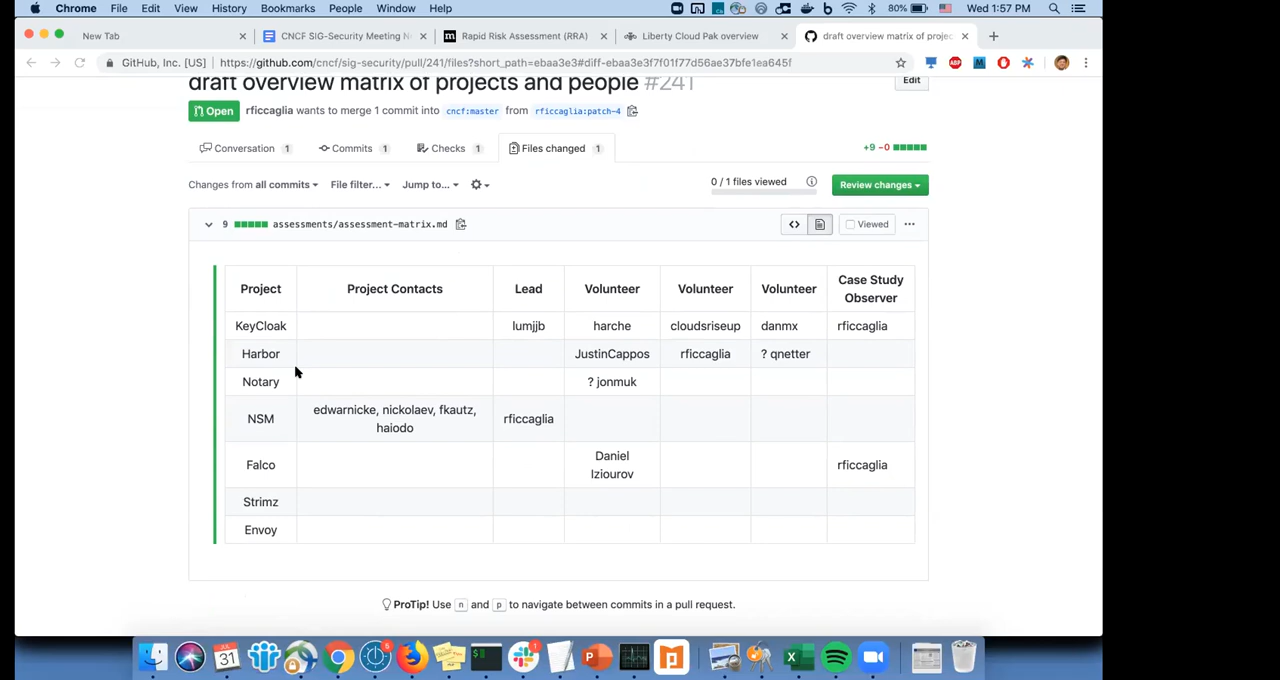 Chrome File Edit View History Bookmarks People Window Help 80% Wed 1:57 PM
New Tab CNCF SIG-Security Meeting N Rapid Risk Assessment (RRA) Liberty Cloud Pak overview draft overview matrix of projec
GitHub, Inc. [US] https://github.com/cncf/sig-security/pull/241/files?short_path=ebaa3e3#diff-ebaa3e3f7f01f77d56ae37bfe1ea645f
draft overview matrix of projects and people #241 Edit
Open rficcaglia wants to merge 1 commit into cncf:master from rficcaglia:patch-4
Conversation 1 Commits 1 Checks 1 Files changed 1 +9 −0
Changes from all commits File filter... Jump to... 0 / 1 files viewed Review changes
9 assessments/assessment-matrix.md Viewed
Project Project Contacts Lead Volunteer Volunteer Volunteer Case Study
Observer
KeyCloak lumjjb harche cloudsriseup danmx rficcaglia
Harbor JustinCappos rficcaglia ? qnetter
Notary ? jonmuk
NSM edwarnicke, nickolaev, fkautz,
haiodo rficcaglia
Falco Daniel
Iziourov rficcaglia
Strimz
Envoy
ProTip! Use n and p to navigate between commits in a pull request.
JUL
31